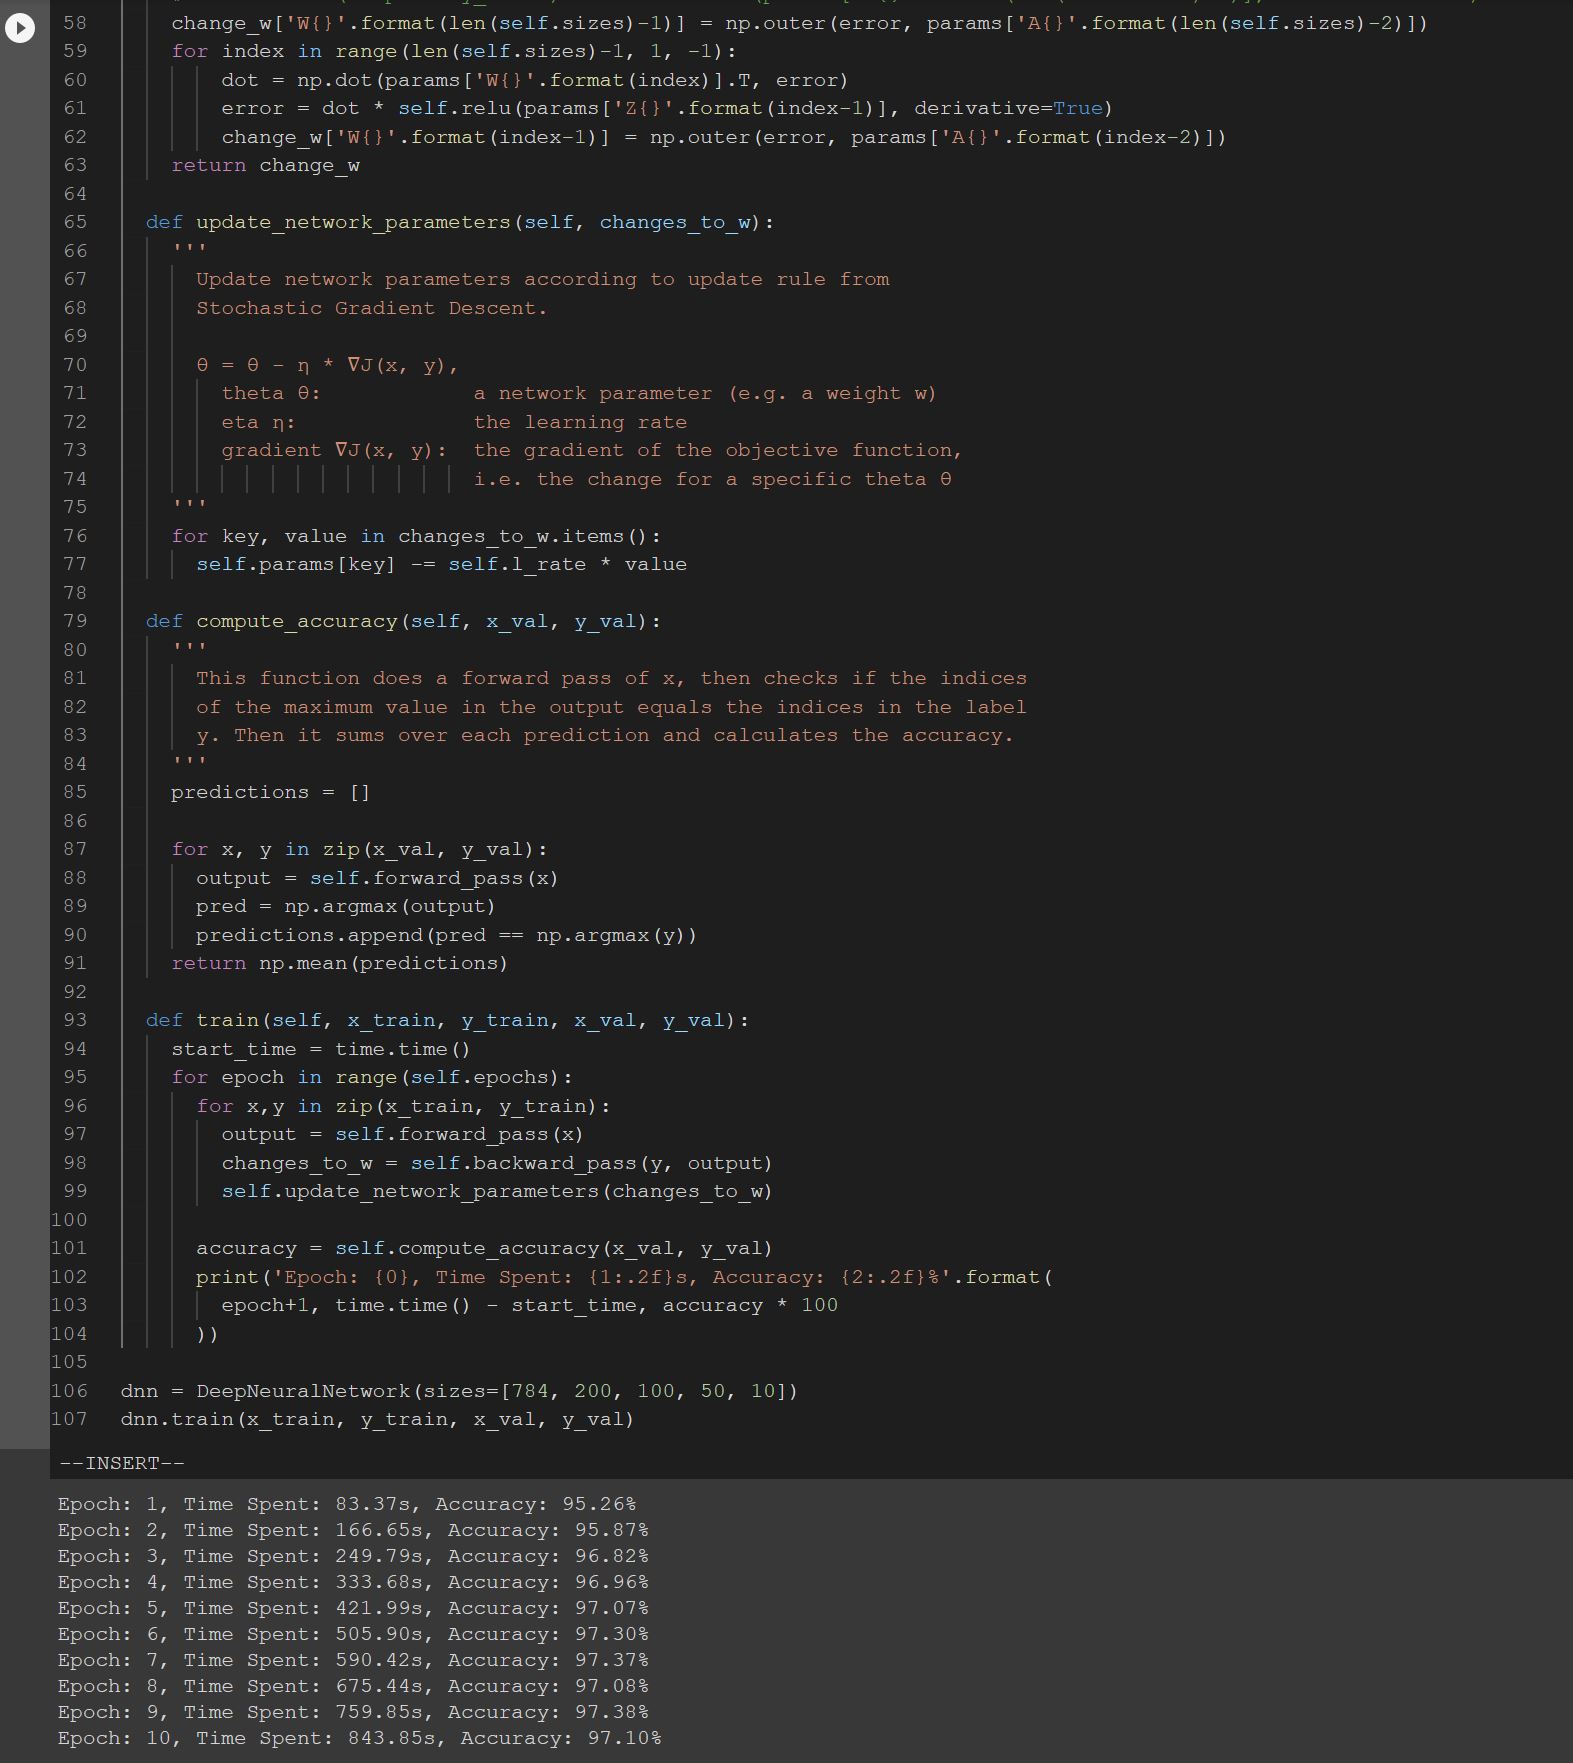 58 change_w['W{}'.format(len(self.sizes)-1)] = np.outer(error, params['A{}'.format(len(self.sizes)-2)])
59 for index in range(len(self.sizes)-1, 1, -1):
60 dot = np.dot(params['W{}'.format(index)].T, error)
61 error = dot * self.relu(params['Z{}'.format(index-1)], derivative=True)
62 change_w['W{}'.format(index-1)] = np.outer(error, params['A{}'.format(index-2)])
63 return change_w
64
65 def update_network_parameters(self, changes_to_w):
66 '''
67 Update network parameters according to update rule from
68 Stochastic Gradient Descent.
69
70 θ = θ - η * ∇J(x, y),
71 theta θ: a network parameter (e.g. a weight w)
72 eta η: the learning rate
73 gradient ∇J(x, y): the gradient of the objective function,
74 i.e. the change for a specific theta θ
75 '''
76 for key, value in changes_to_w.items():
77 self.params[key] -= self.l_rate * value
78
79 def compute_accuracy(self, x_val, y_val):
80 '''
81 This function does a forward pass of x, then checks if the indices
82 of the maximum value in the output equals the indices in the label
83 y. Then it sums over each prediction and calculates the accuracy.
84 '''
85 predictions = []
86
87 for x, y in zip(x_val, y_val):
88 output = self.forward_pass(x)
89 pred = np.argmax(output)
90 predictions.append(pred == np.argmax(y))
91 return np.mean(predictions)
92
93 def train(self, x_train, y_train, x_val, y_val):
94 start_time = time.time()
95 for epoch in range(self.epochs):
96 for x,y in zip(x_train, y_train):
97 output = self.forward_pass(x)
98 changes_to_w = self.backward_pass(y, output)
99 self.update_network_parameters(changes_to_w)
100
101 accuracy = self.compute_accuracy(x_val, y_val)
102 print('Epoch: {0}, Time Spent: {1:.2f}s, Accuracy: {2:.2f}%'.format(
103 epoch+1, time.time() - start_time, accuracy * 100
104 ))
105
106 dnn = DeepNeuralNetwork(sizes=[784, 200, 100, 50, 10])
107 dnn.train(x_train, y_train, x_val, y_val)
--INSERT--
Epoch: 1, Time Spent: 83.37s, Accuracy: 95.26%
Epoch: 2, Time Spent: 166.65s, Accuracy: 95.87%
Epoch: 3, Time Spent: 249.79s, Accuracy: 96.82%
Epoch: 4, Time Spent: 333.68s, Accuracy: 96.96%
Epoch: 5, Time Spent: 421.99s, Accuracy: 97.07%
Epoch: 6, Time Spent: 505.90s, Accuracy: 97.30%
Epoch: 7, Time Spent: 590.42s, Accuracy: 97.37%
Epoch: 8, Time Spent: 675.44s, Accuracy: 97.08%
Epoch: 9, Time Spent: 759.85s, Accuracy: 97.38%
Epoch: 10, Time Spent: 843.85s, Accuracy: 97.10%